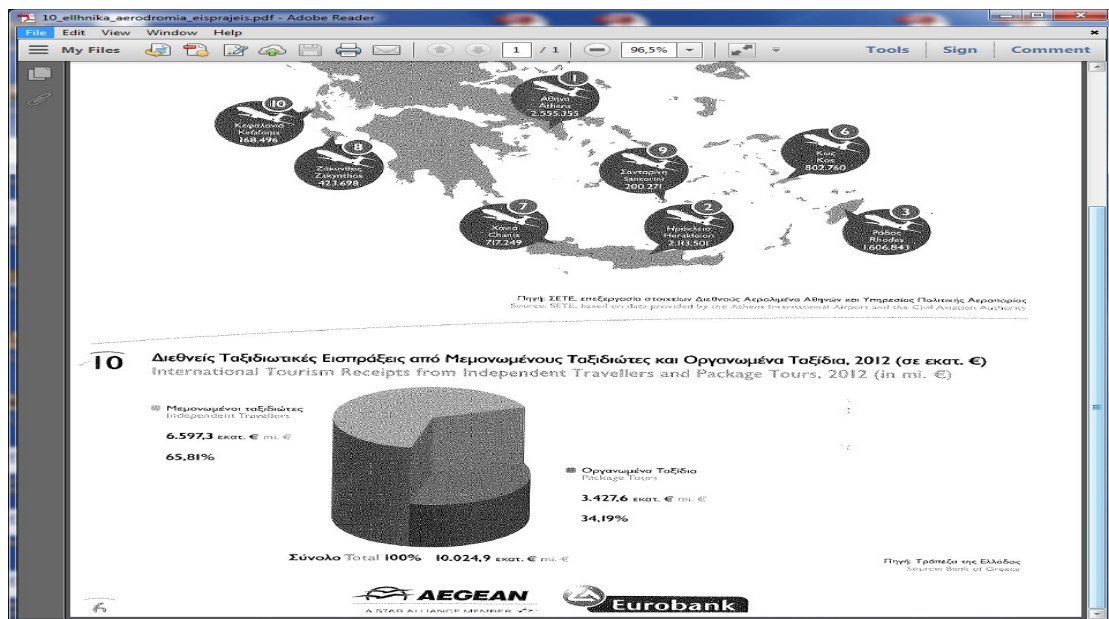 10_ellhnika_aerodromia_eisprajeis.pdf - Adobe Reader
File Edit View Window Help
My Files 1 / 1 96,5% Tools Sign Comment
1
Αθήνα
Athens
2.555.355
10
Κεφαλονιά
Kefalonia
168.496
8
Ζάκυνθος
Zakynthos
423.698
9
Σαντορίνη
Santorini
200.271
6
Κως
Kos
802.760
7
Χανιά
Chania
717.249
2
Ηράκλειο
Herakleion
2.113.501
3
Ρόδος
Rhodes
1.606.843
Πηγή: ΣΕΤΕ, επεξεργασία στοιχείων Διεθνούς Αερολιμένα Αθηνών και Υπηρεσίας Πολιτικής Αεροπορίας
Source: SETE, based on data provided by the Athens International Airport and the Civil Aviation Authority
10 Διεθνείς Ταξιδιωτικές Εισπράξεις από Μεμονωμένους Ταξιδιώτες και Οργανωμένα Ταξίδια, 2012 (σε εκατ. €)
International Tourism Receipts from Independent Travellers and Package Tours, 2012 (in mi. €)
Μεμονωμένοι ταξιδιώτες
Independent Travellers
6.597,3 εκατ. € mi. €
65,81%
Οργανωμένα Ταξίδια
Package Tours
3.427,6 εκατ. € mi. €
34,19%
Σύνολο Total 100% 10.024,9 εκατ. € mi. €
Πηγή: Τράπεζα της Ελλάδος
Source: Bank of Greece
6
AEGEAN
A STAR ALLIANCE MEMBER
Eurobank